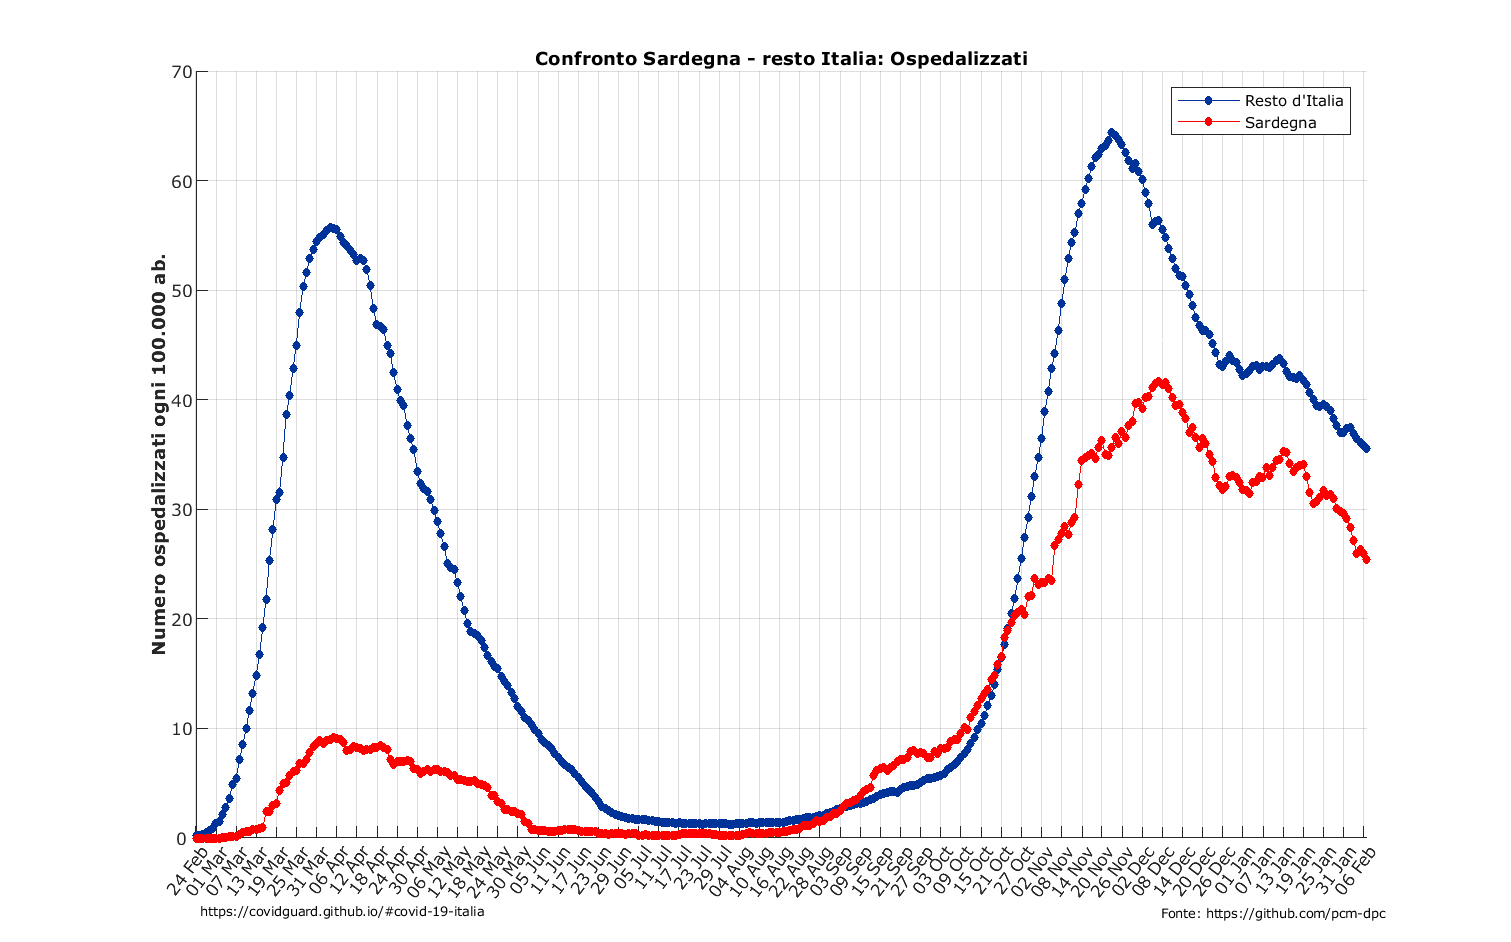 Confronto Sardegna - resto Italia: Ospedalizzati
Resto d'Italia
Sardegna
Numero ospedalizzati ogni 100.000 ab.
70
60
50
40
30
20
10
0
24 Feb
01 Mar
07 Mar
13 Mar
19 Mar
25 Mar
31 Mar
06 Apr
12 Apr
18 Apr
24 Apr
30 Apr
06 May
12 May
18 May
24 May
30 May
05 Jun
11 Jun
17 Jun
23 Jun
29 Jun
05 Jul
11 Jul
17 Jul
23 Jul
29 Jul
04 Aug
10 Aug
16 Aug
22 Aug
28 Aug
03 Sep
09 Sep
15 Sep
21 Sep
27 Sep
03 Oct
09 Oct
15 Oct
21 Oct
27 Oct
02 Nov
08 Nov
14 Nov
20 Nov
26 Nov
02 Dec
08 Dec
14 Dec
20 Dec
26 Dec
01 Jan
07 Jan
13 Jan
19 Jan
25 Jan
31 Jan
06 Feb
https://covidguard.github.io/#covid-19-italia
Fonte: https://github.com/pcm-dpc